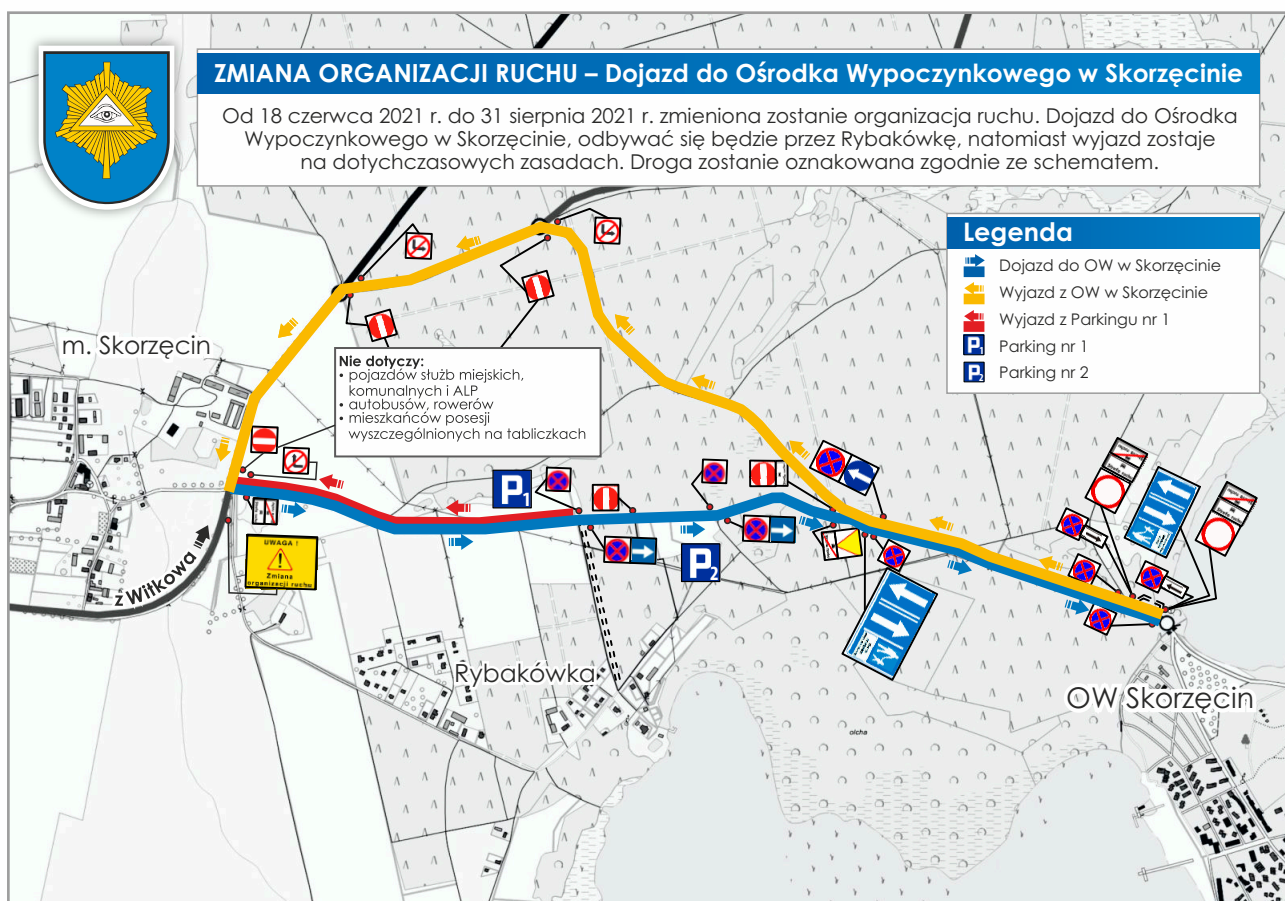 ZMIANA ORGANIZACJI RUCHU – Dojazd do Ośrodka Wypoczynkowego w Skorzęcinie
Od 18 czerwca 2021 r. do 31 sierpnia 2021 r. zmieniona zostanie organizacja ruchu. Dojazd do Ośrodka
Wypoczynkowego w Skorzęcinie, odbywać się będzie przez Rybakówkę, natomiast wyjazd zostaje
na dotychczasowych zasadach. Droga zostanie oznakowana zgodnie ze schematem.
Legenda
Dojazd do OW w Skorzęcinie
Wyjazd z OW w Skorzęcinie
Wyjazd z Parkingu nr 1
P1 Parking nr 1
P2 Parking nr 2
m. Skorzęcin
Nie dotyczy:
• pojazdów służb miejskich,
komunalnych i ALP
• autobusów, rowerów
• mieszkańców posesji
wyszczególnionych na tabliczkach
P1
P2
UWAGA !
Zmiana
organizacji ruchu
z Witkowa
Rybakówka
OW Skorzęcin
olcha